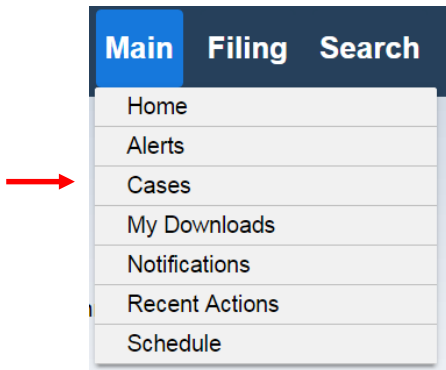 Main Filing Search
Home
Alerts
Cases
My Downloads
Notifications
Recent Actions
Schedule